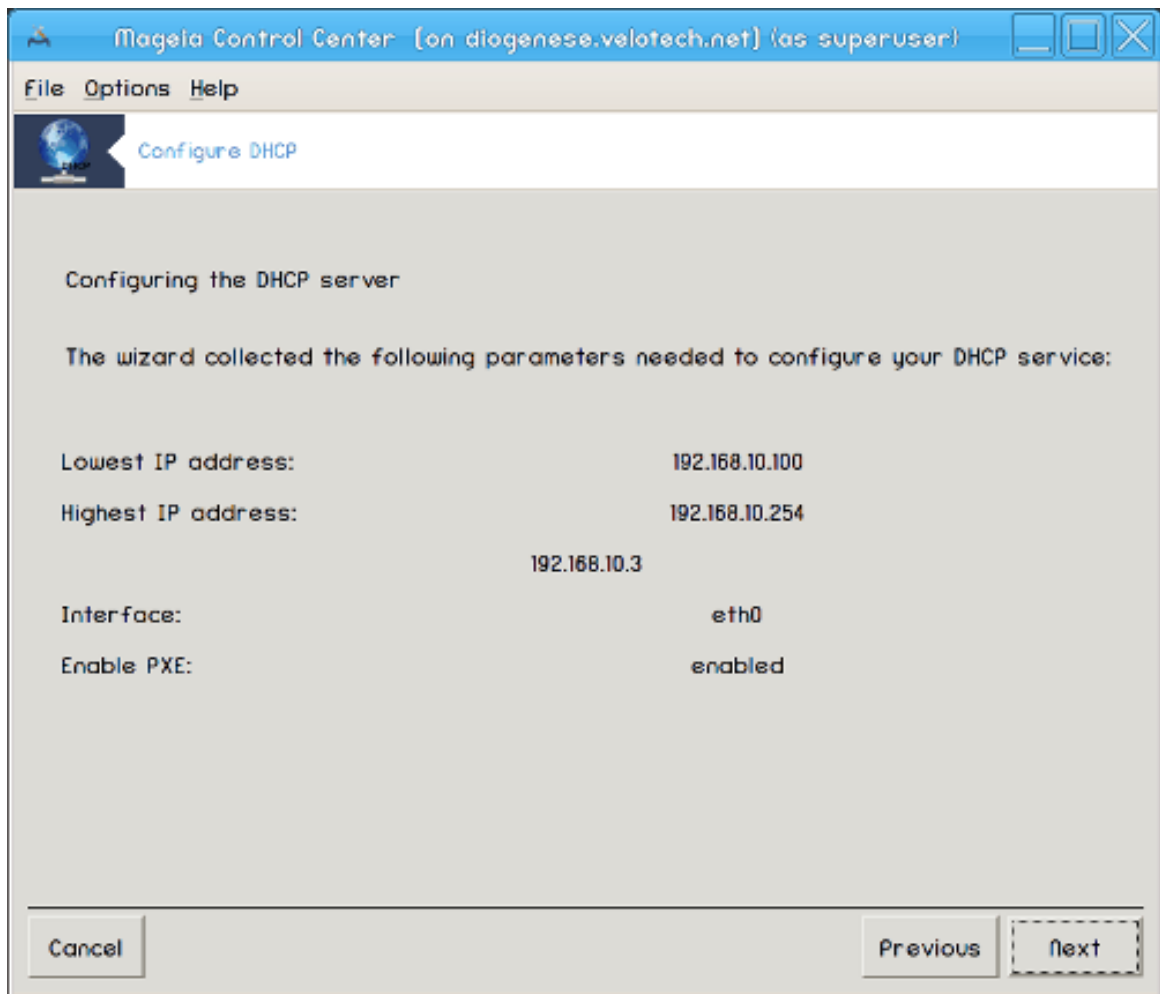 Mageia Control Center [on diogenese.velotech.net] (as superuser)
File Options Help
DHCP
Configure DHCP
Configuring the DHCP server
The wizard collected the following parameters needed to configure your DHCP service:
Lowest IP address: 192.168.10.100
Highest IP address: 192.168.10.254
192.168.10.3
Interface: eth0
Enable PXE: enabled
Cancel Previous Next